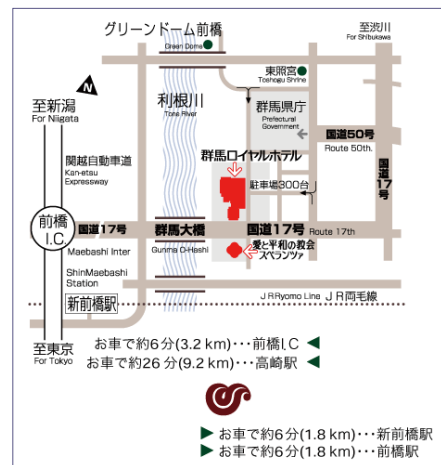 グリーンドーム前橋
Green Dome
至渋川
For Shibukawa
東照宮
Toshogu Shrine
N
至新潟
For Niigata
利根川
Tone River
群馬県庁
Prefectural
Government
国道50号
Route 50th.
関越自動車道
Kan-etsu
Expressway
群馬ロイヤルホテル
駐車場300台
国道
17号
前橋
I.C.
国道17号
群馬大橋
国道17号
Route 17th
Maebashi Inter
Gunma O-Hashi
愛と平和の教会
スペランツァ
ShinMaebashi
Station
新前橋駅
JRRyomo Line
JR両毛線
至東京
For Tokyo
お車で約6分(3.2 km)･･･前橋I.C ◀
お車で約26分(9.2 km)･･･高崎駅 ◀
▶ お車で約6分(1.8 km)･･･新前橋駅
▶ お車で約6分(1.8 km)･･･前橋駅